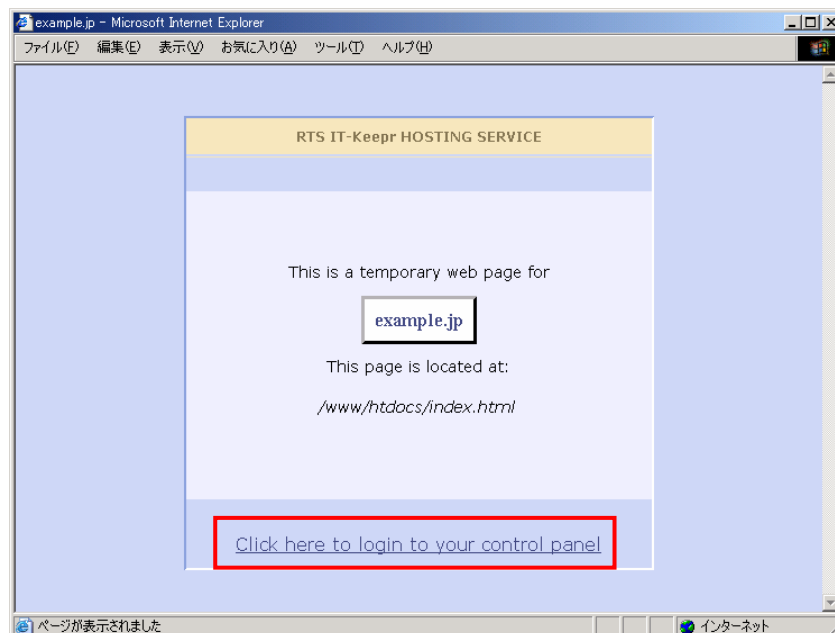 example.jp - Microsoft Internet Explorer
ファイル(F) 編集(E) 表示(V) お気に入り(A) ツール(T) ヘルプ(H)
RTS IT-Keepr HOSTING SERVICE
This is a temporary web page for
example.jp
This page is located at:
/www/htdocs/index.html
Click here to login to your control panel
ページが表示されました インターネット